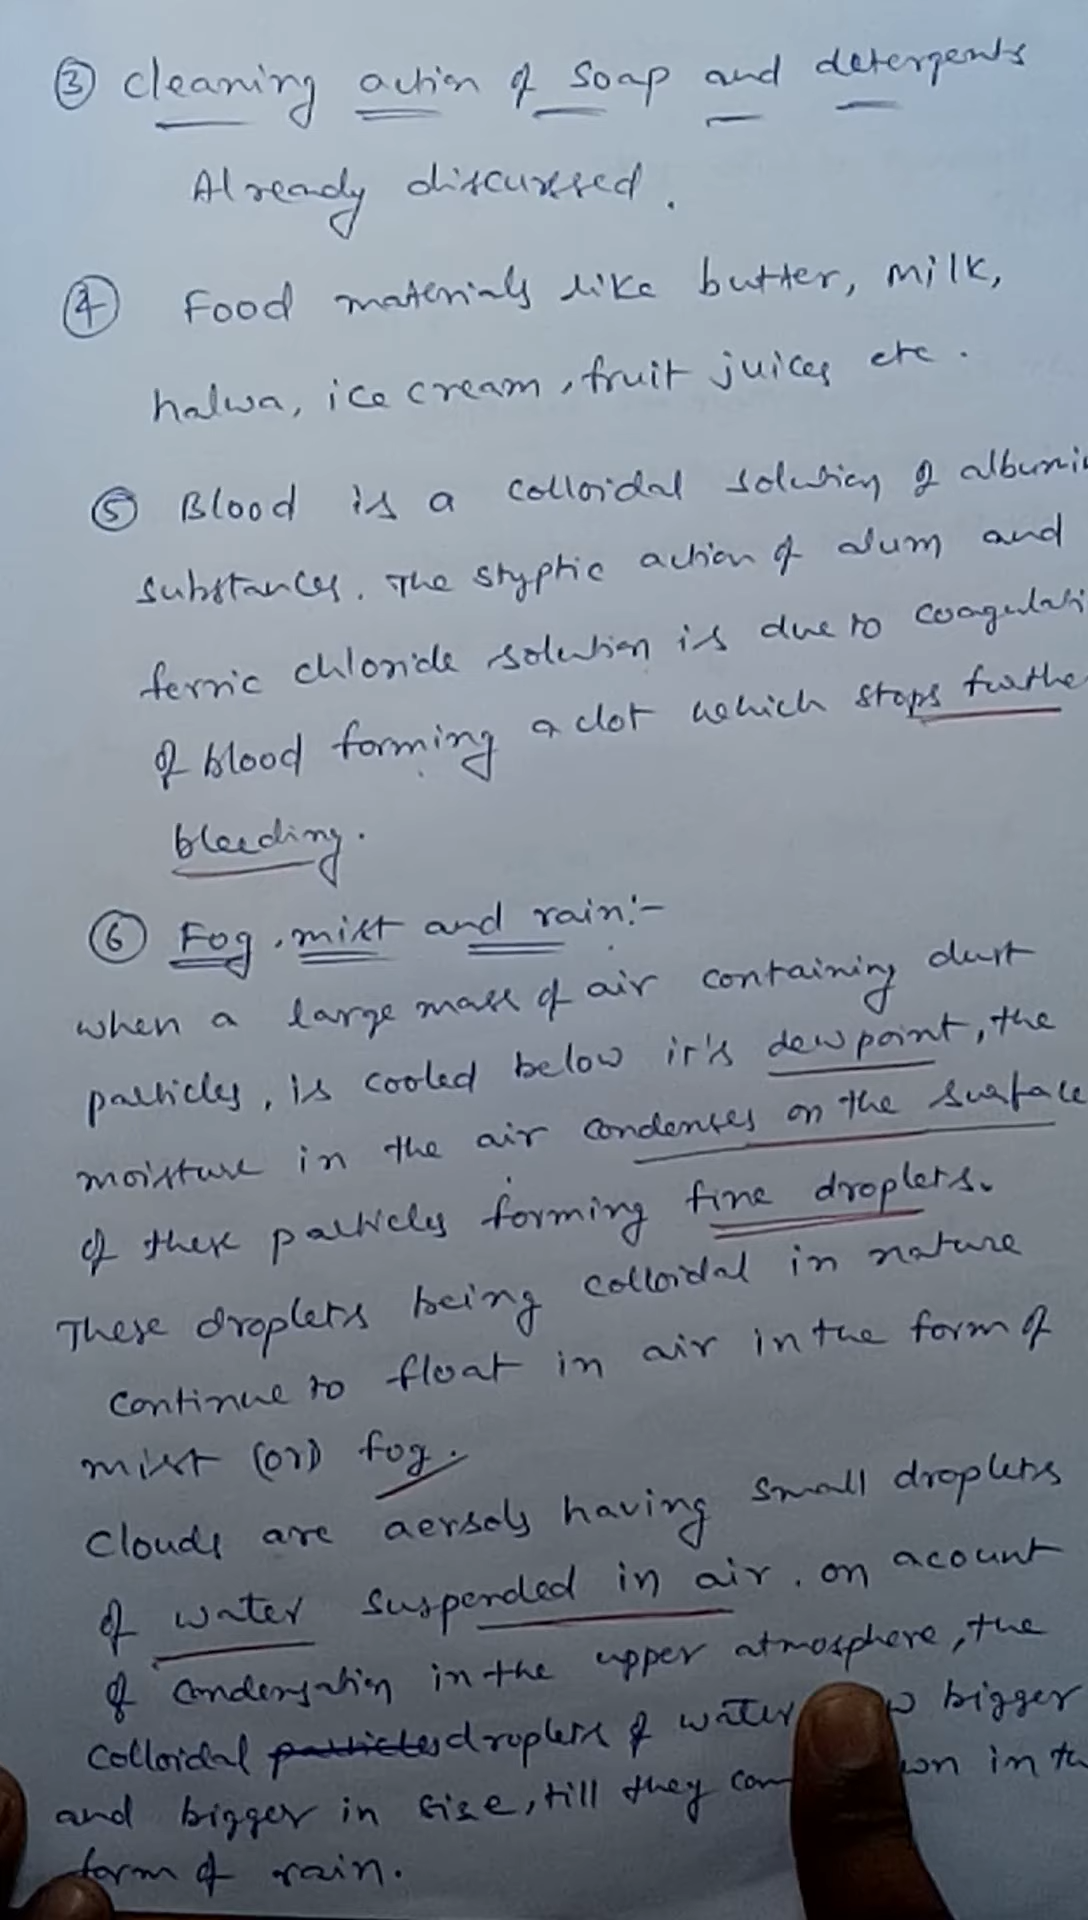 ③ cleaning action of soap and detergents
Already discussed.
④ Food materials like butter, milk,
halwa, ice cream, fruit juices etc.
⑤ Blood is a colloidal solution of
substances. The styptic action of alum and
ferric chloride solution is due to
of blood forming a clot which stops
bleeding.
⑥ Fog, mist and rain:-
when a large mass of air containing dust
particles, is cooled below it's dew point, the
moisture in the air condenses on the surface
of these particles forming fine droplets.
These droplets being colloidal in nature
continue to float in air in the form of
mist (or) fog.
Clouds are aersols having small droplets
of water suspended in air. on acount
of condensation in the upper atmosphere, the
colloidal particles droplets of water bigger
and bigger in size, till they in
form of rain.